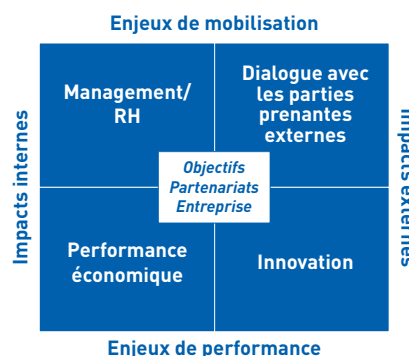 Enjeux de mobilisation
Impacts internes
Management/
RH
Dialogue avec
les parties
prenantes
externes
Impacts externes
Objectifs
Partenariats
Entreprise
Performance
économique
Innovation
Enjeux de performance